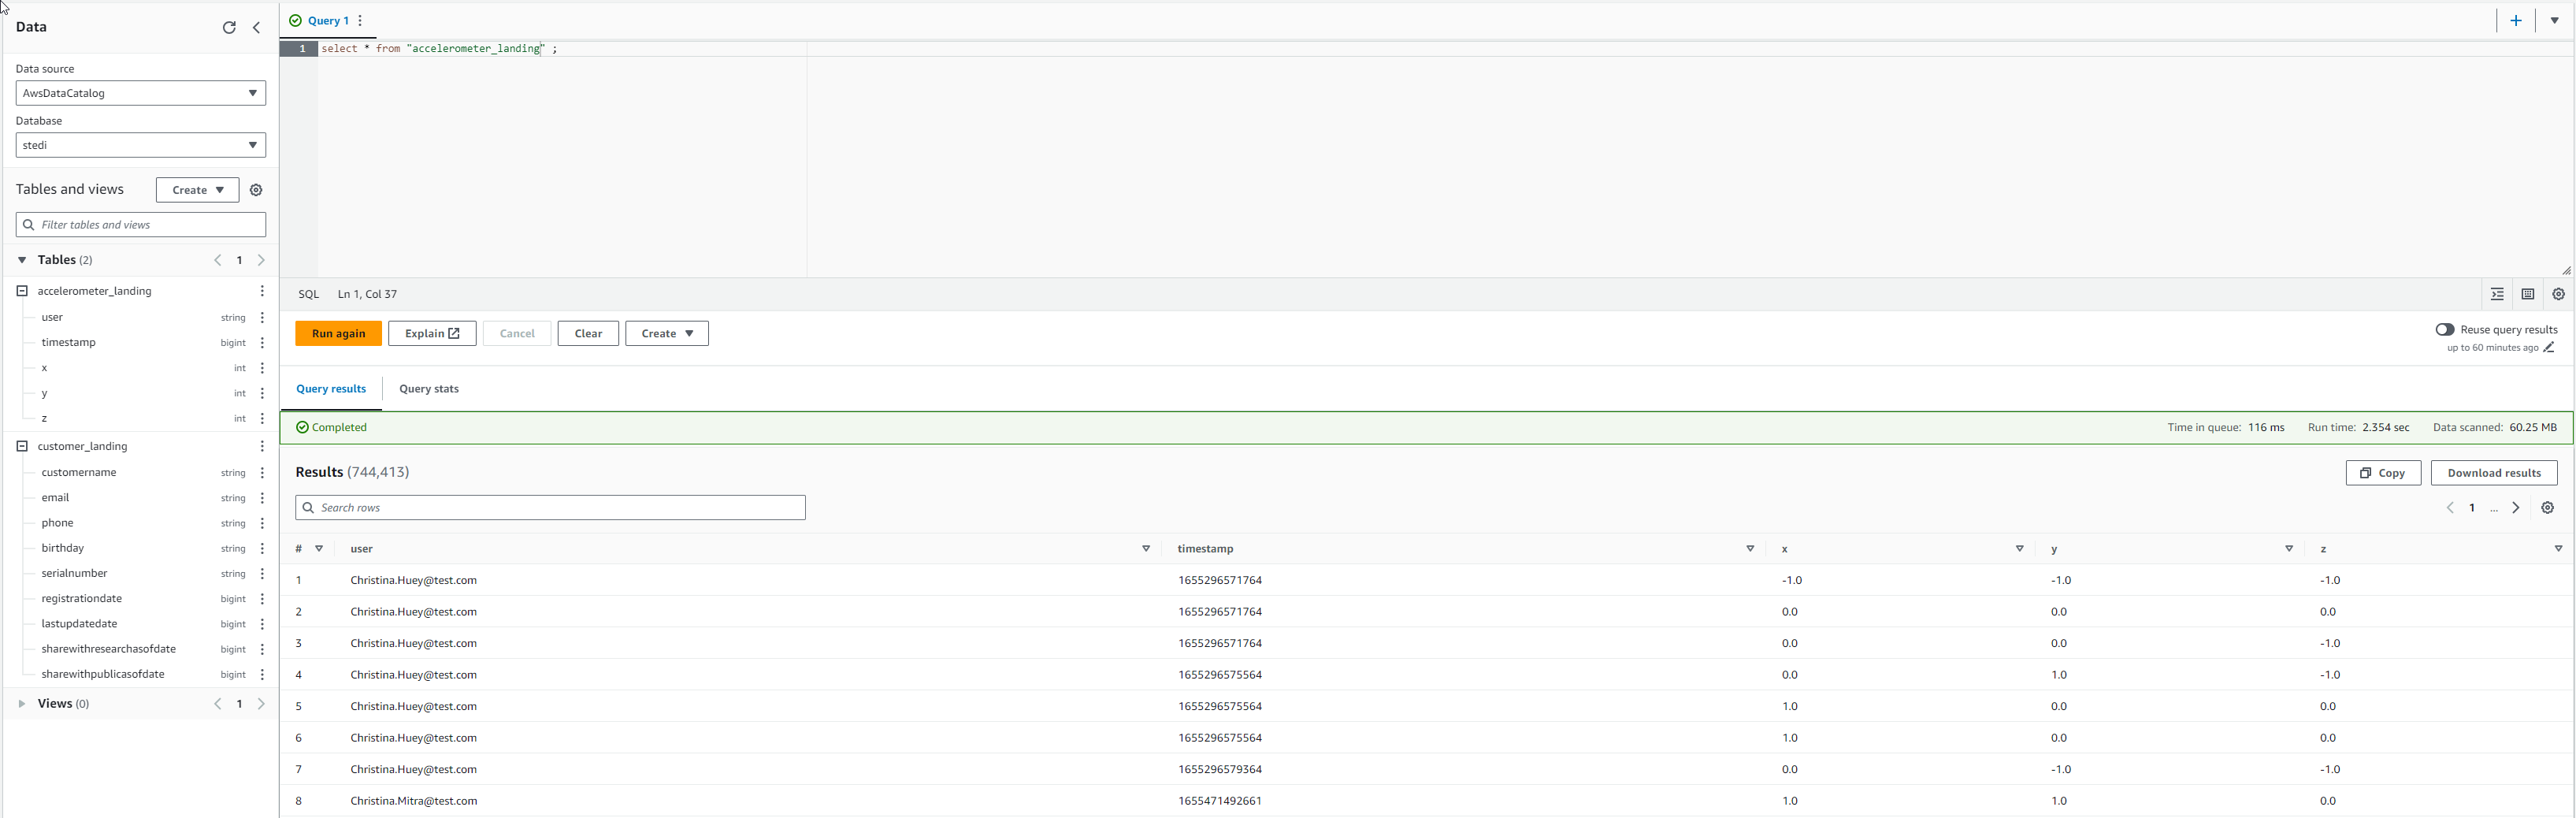 Data
Data source
AwsDataCatalog
Database
stedi
Tables and views
Create
Filter tables and views
Tables (2)
1
accelerometer_landing
user string
timestamp bigint
x int
y int
z int
customer_landing
customername string
email string
phone string
birthday string
serialnumber string
registrationdate bigint
lastupdatedate bigint
sharewithresearchasofdate bigint
sharewithpublicasofdate bigint
Views (0)
1
Query 1
1 select * from "accelerometer_landing" ;
SQL Ln 1, Col 37
Run again Explain Cancel Clear Create
Reuse query results
up to 60 minutes ago
Query results Query stats
Completed Time in queue: 116 ms Run time: 2.354 sec Data scanned: 60.25 MB
Results (744,413) Copy Download results
Search rows 1 ...
# user timestamp x y z
1 Christina.Huey@test.com 1655296571764 -1.0 -1.0 -1.0
2 Christina.Huey@test.com 1655296571764 0.0 0.0 0.0
3 Christina.Huey@test.com 1655296571764 0.0 0.0 -1.0
4 Christina.Huey@test.com 1655296575564 0.0 1.0 -1.0
5 Christina.Huey@test.com 1655296575564 1.0 0.0 0.0
6 Christina.Huey@test.com 1655296575564 1.0 0.0 0.0
7 Christina.Huey@test.com 1655296579364 0.0 -1.0 -1.0
8 Christina.Mitra@test.com 1655471492661 1.0 1.0 0.0